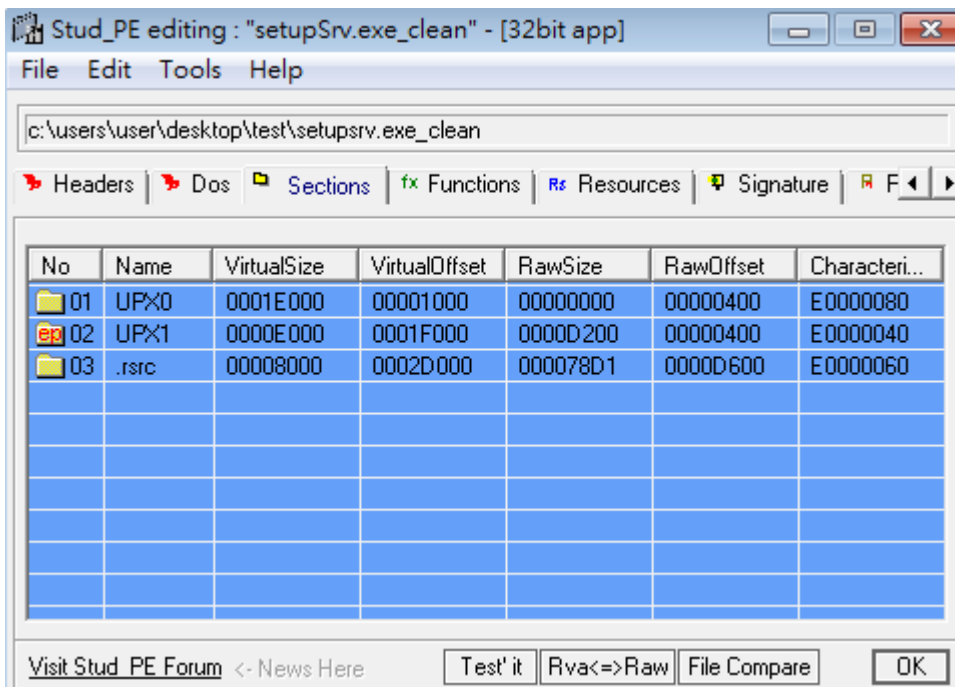 Stud_PE editing : "setupSrv.exe_clean" - [32bit app]
File Edit Tools Help
c:\users\user\desktop\test\setupsrv.exe_clean
Headers Dos Sections fx Functions Rs Resources Signature F
No Name VirtualSize VirtualOffset RawSize RawOffset Characteri...
01 UPX0 0001E000 00001000 00000000 00000400 E0000080
ep 02 UPX1 0000E000 0001F000 0000D200 00000400 E0000040
03 .rsrc 00008000 0002D000 000078D1 0000D600 E0000060
Visit Stud_PE Forum <- News Here Test' it Rva<=>Raw File Compare OK